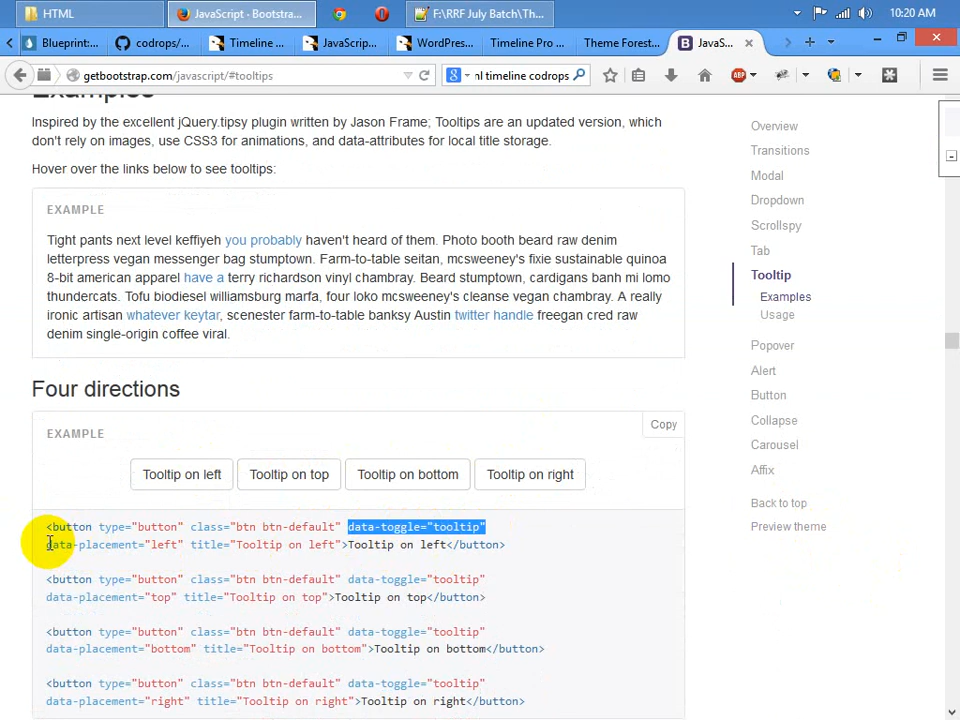 HTML
JavaScript · Bootstra...
F:\RRF July Batch\Th...
10:20 AM
Blueprint:...
codrops/...
Timeline ...
JavaScrip...
WordPres...
Timeline Pro ...
Theme Forest...
JavaS...
getbootstrap.com/javascript/#tooltips
nl timeline codrops
ABP
Examples
Inspired by the excellent jQuery.tipsy plugin written by Jason Frame; Tooltips are an updated version, which
don't rely on images, use CSS3 for animations, and data-attributes for local title storage.
Hover over the links below to see tooltips:
EXAMPLE
Tight pants next level keffiyeh you probably haven't heard of them. Photo booth beard raw denim
letterpress vegan messenger bag stumptown. Farm-to-table seitan, mcsweeney's fixie sustainable quinoa
8-bit american apparel have a terry richardson vinyl chambray. Beard stumptown, cardigans banh mi lomo
thundercats. Tofu biodiesel williamsburg marfa, four loko mcsweeney's cleanse vegan chambray. A really
ironic artisan whatever keytar, scenester farm-to-table banksy Austin twitter handle freegan cred raw
denim single-origin coffee viral.
Four directions
Copy
EXAMPLE
Tooltip on left
Tooltip on top
Tooltip on bottom
Tooltip on right
<button type="button" class="btn btn-default" data-toggle="tooltip"
data-placement="left" title="Tooltip on left">Tooltip on left</button>
<button type="button" class="btn btn-default" data-toggle="tooltip"
data-placement="top" title="Tooltip on top">Tooltip on top</button>
<button type="button" class="btn btn-default" data-toggle="tooltip"
data-placement="bottom" title="Tooltip on bottom">Tooltip on bottom</button>
<button type="button" class="btn btn-default" data-toggle="tooltip"
data-placement="right" title="Tooltip on right">Tooltip on right</button>
Overview
Transitions
Modal
Dropdown
Scrollspy
Tab
Tooltip
Examples
Usage
Popover
Alert
Button
Collapse
Carousel
Affix
Back to top
Preview theme